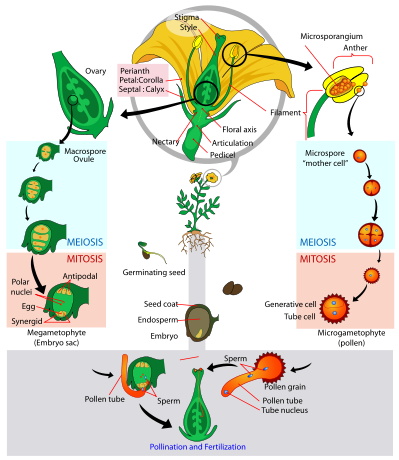 Stigma
Style
Microsporangium
Anther
Ovary
Perianth
Petal:Corolla
Septal : Calyx
Filament
Nectary
Floral axis
Articulation
Pedicel
Macrospore
Ovule
Microspore
"mother cell"
MEIOSIS
MEIOSIS
MITOSIS
MITOSIS
Antipodal
Polar
nuclei
Egg
Synergid
Megametophyte
(Embryo sac)
Germinating seed
Seed coat
Endosperm
Embryo
Generative cell
Tube cell
Microgametophyte
(pollen)
Pollen tube
Sperm
Sperm
Pollen grain
Pollen tube
Tube nucleus
Pollination and Fertilization